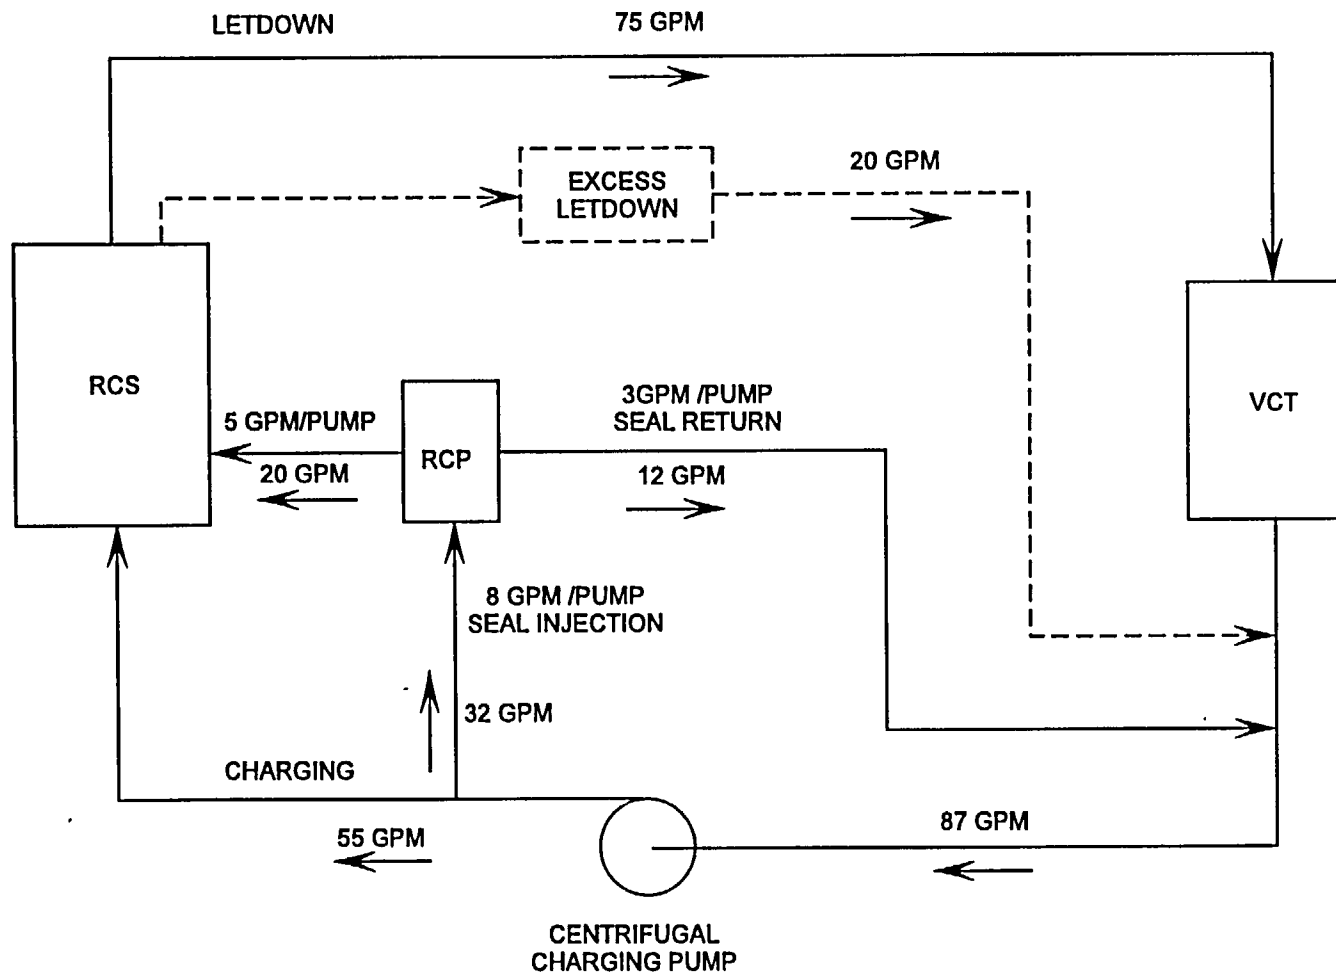 LETDOWN
75 GPM
20 GPM
EXCESS
LETDOWN
RCS
VCT
3GPM /PUMP
SEAL RETURN
5 GPM/PUMP
RCP
20 GPM
12 GPM
8 GPM /PUMP
SEAL INJECTION
32 GPM
CHARGING
55 GPM
87 GPM
CENTRIFUGAL
CHARGING PUMP